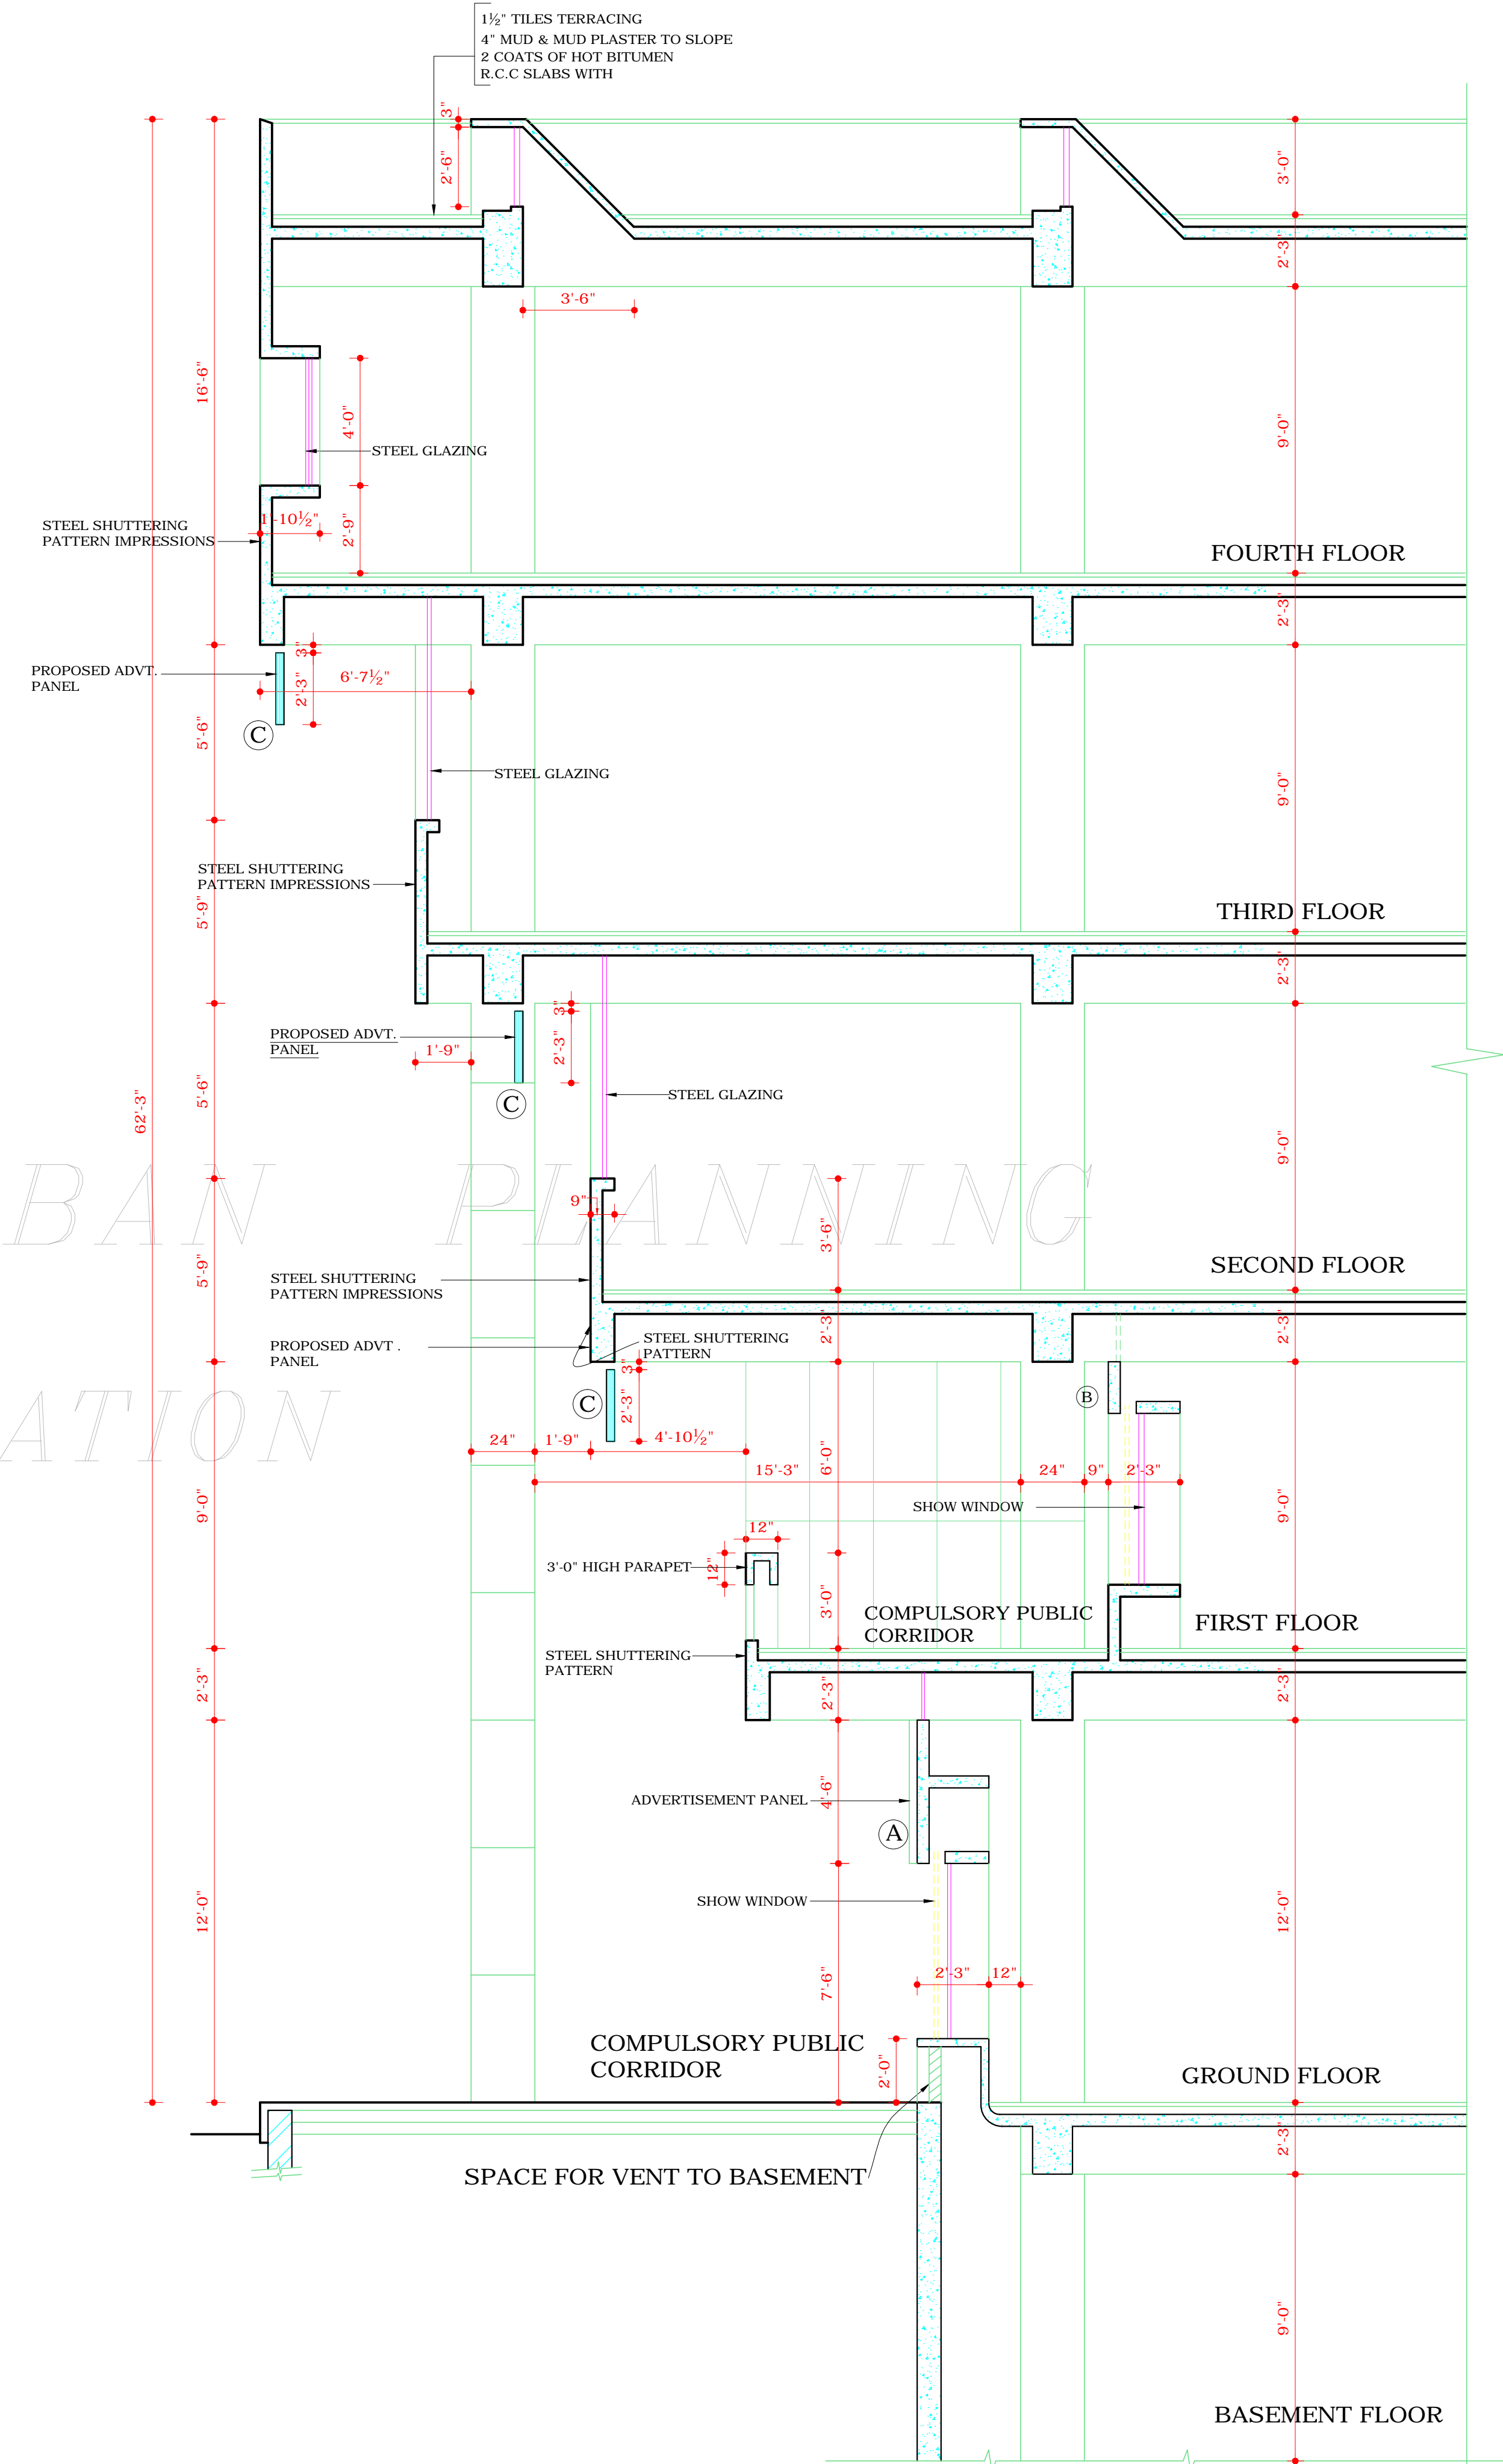 1½" TILES TERRACING
4" MUD & MUD PLASTER TO SLOPE
2 COATS OF HOT BITUMEN
R.C.C SLABS WITH
3"
2'-6"
3'-0"
2'-3"
3'-6"
16'-6"
4'-0"
9'-0"
STEEL GLAZING
1'-10½"
2'-9"
STEEL SHUTTERING
PATTERN IMPRESSIONS
FOURTH FLOOR
2'-3"
3"
PROPOSED ADVT.
PANEL
6'-7½"
2'-3"
C
5'-6"
STEEL GLAZING
9'-0"
STEEL SHUTTERING
PATTERN IMPRESSIONS
5'-9"
THIRD FLOOR
2'-3"
3"
PROPOSED ADVT.
PANEL
1'-9"
2'-3"
C
5'-6"
62'-3"
STEEL GLAZING
9'-0"
BAN PLANNING
9"
3'-6"
5'-9"
SECOND FLOOR
STEEL SHUTTERING
PATTERN IMPRESSIONS
2'-3"
2'-3"
PROPOSED ADVT .
PANEL
STEEL SHUTTERING
PATTERN
3"
2'-3"
C
B
ATION
24"
1'-9"
4'-10½"
6'-0"
15'-3"
24"
9"
2'-3"
9'-0"
9'-0"
SHOW WINDOW
12"
12"
3'-0" HIGH PARAPET
3'-0"
COMPULSORY PUBLIC
CORRIDOR
FIRST FLOOR
STEEL SHUTTERING
PATTERN
2'-3"
2'-3"
2'-3"
4'-6"
ADVERTISEMENT PANEL
A
SHOW WINDOW
12'-0"
12'-0"
2'-3"
12"
7'-6"
COMPULSORY PUBLIC
CORRIDOR
2'-0"
GROUND FLOOR
2'-3"
SPACE FOR VENT TO BASEMENT
9'-0"
BASEMENT FLOOR